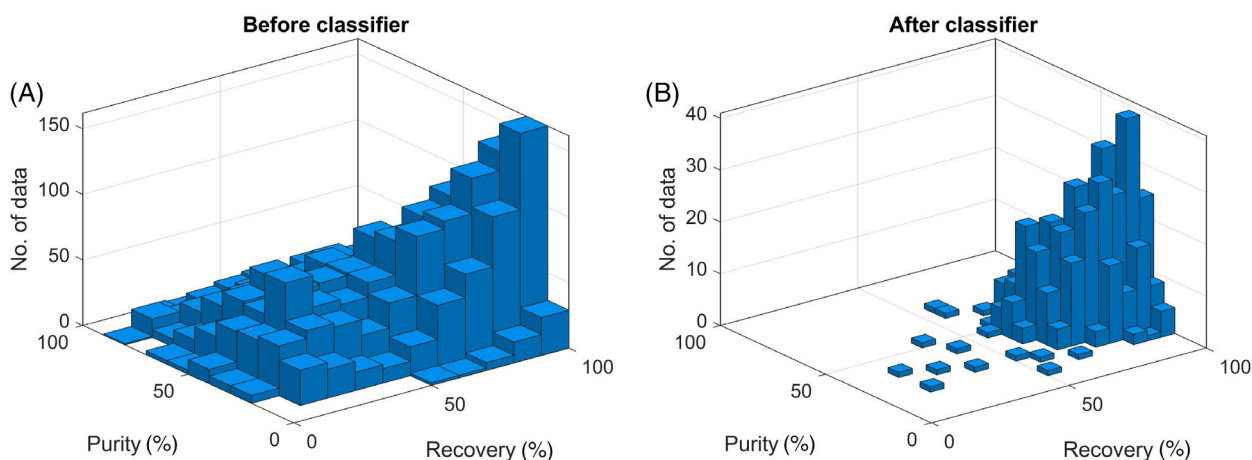 Before classifier
(A)
150
100
50
0
No. of data
100
50
0
Purity (%)
0
50
100
Recovery (%)
After classifier
(B)
40
30
20
10
0
No. of data
100
50
0
Purity (%)
0
50
100
Recovery (%)